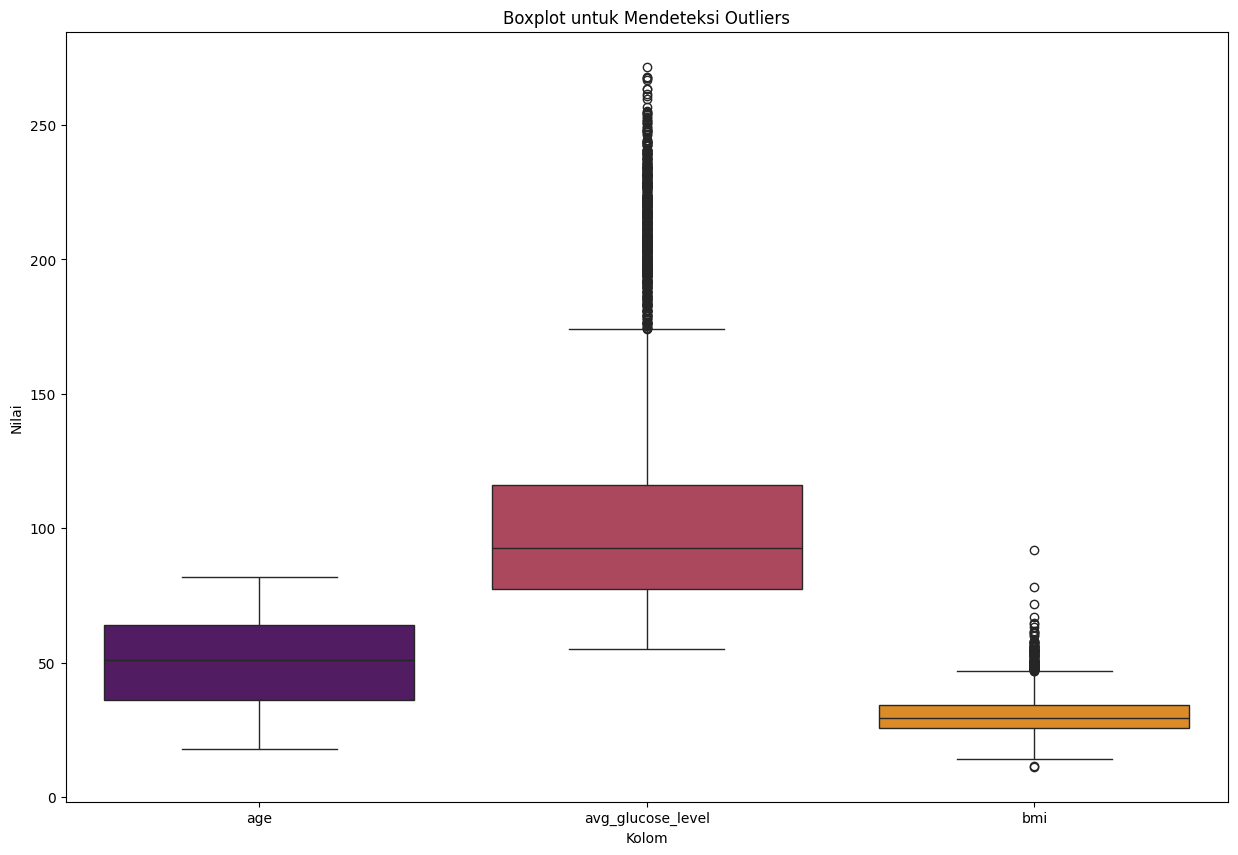 Boxplot untuk Mendeteksi Outliers
Nilai
250
200
150
100
50
0
age
avg_glucose_level
bmi
Kolom